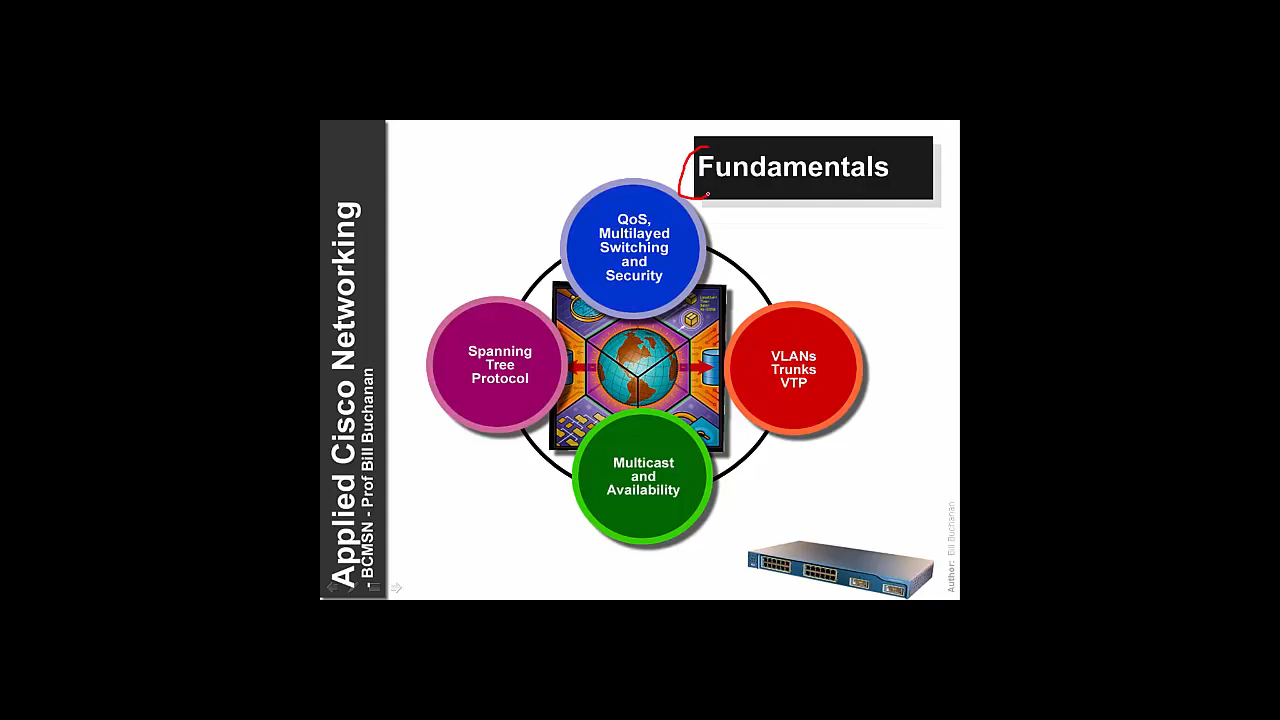 Fundamentals
QoS,
Multilayed
Switching
and
Security
Spanning
Tree
Protocol
VLANs
Trunks
VTP
Multicast
and
Availability
Applied Cisco Networking
BCMSN - Prof Bill Buchanan
Author: Bill Buchanan